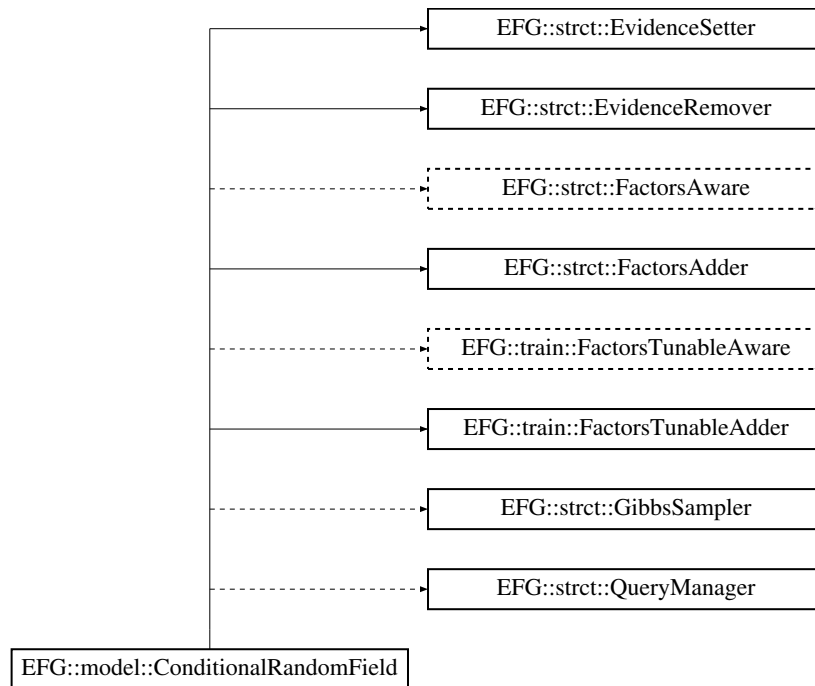 EFG::strct::EvidenceSetter
EFG::strct::EvidenceRemover
EFG::strct::FactorsAware
EFG::strct::FactorsAdder
EFG::train::FactorsTunableAware
EFG::train::FactorsTunableAdder
EFG::strct::GibbsSampler
EFG::strct::QueryManager
EFG::model::ConditionalRandomField